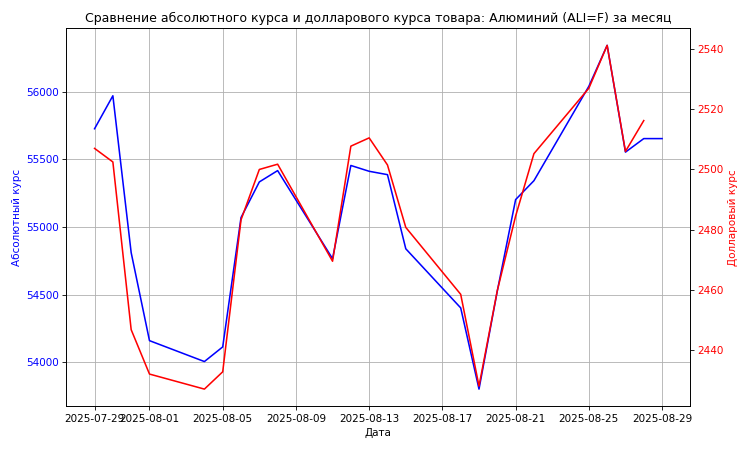 Сравнение абсолютного курса и долларового курса товара: Алюминий (ALI=F) за месяц
56000
55500
55000
54500
54000
Абсолютный курс
2540
2520
2500
2480
2460
2440
Долларовый курс
2025-07-29 2025-08-01 2025-08-05 2025-08-09 2025-08-13 2025-08-17 2025-08-21 2025-08-25 2025-08-29
Дата